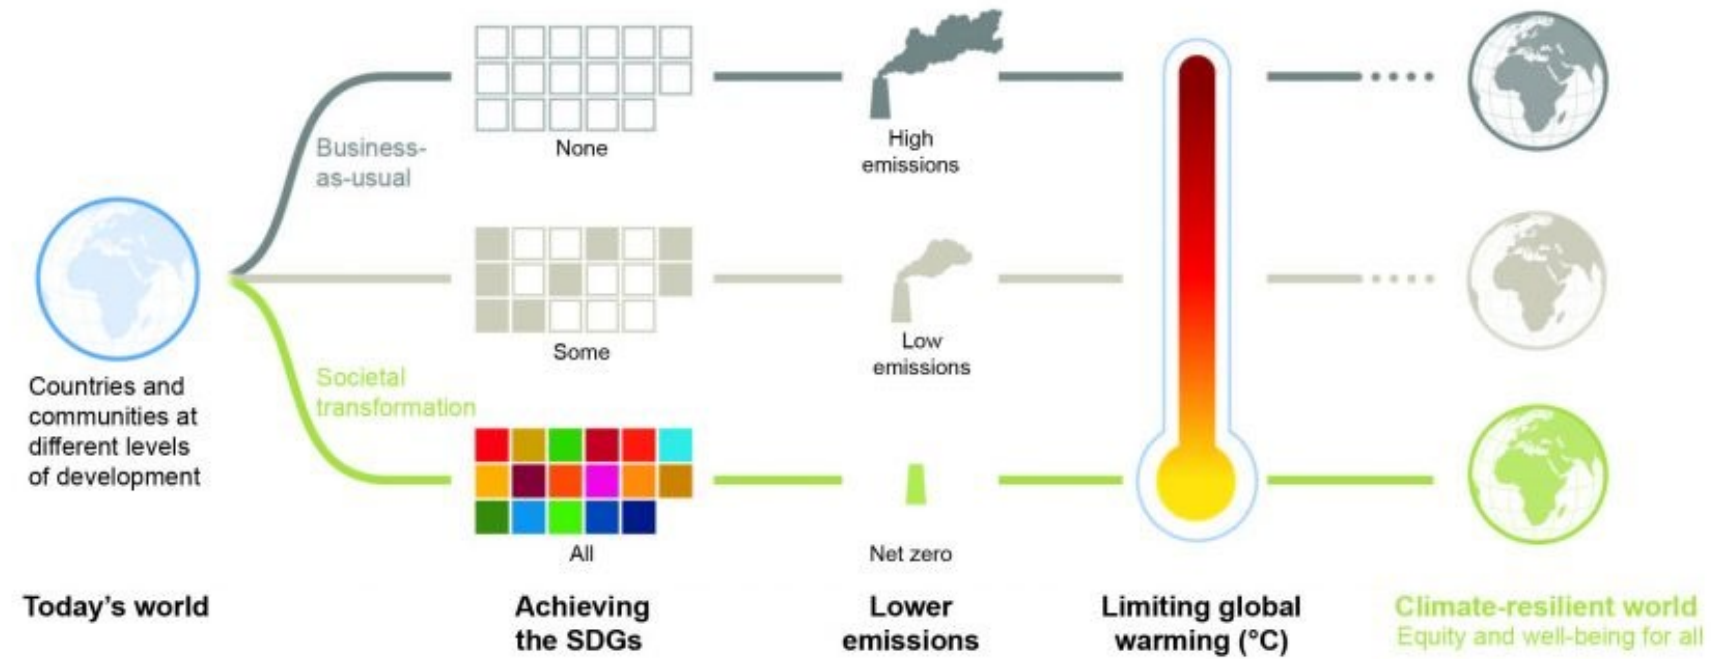 Business-
as-usual
None
High
emissions
Some
Low
emissions
Countries and
communities at
different levels
of development
Societal
transformation
All
Net zero
Today's world
Achieving
the SDGs
Lower
emissions
Limiting global
warming (°C)
Climate-resilient world
Equity and well-being for all